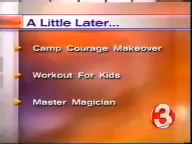 A Little Later...
Camp Courage Makeover
Workout For Kids
Master Magician
3